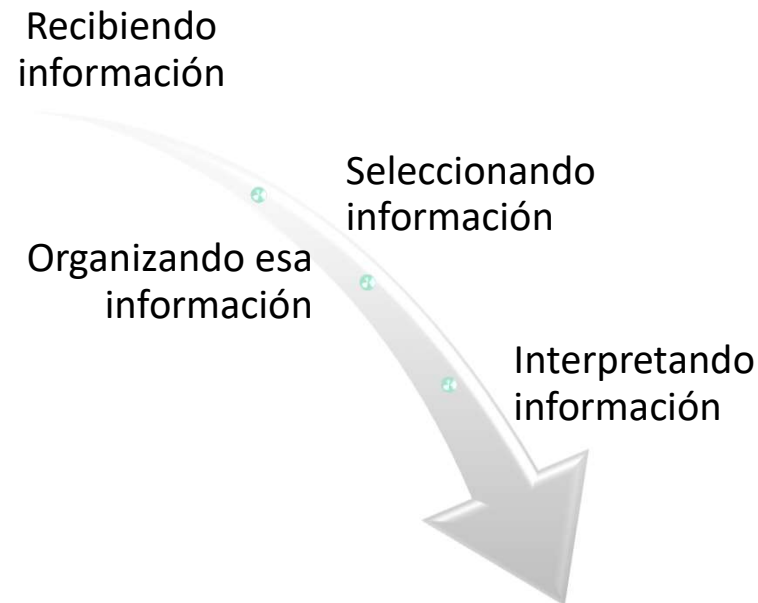 Recibiendo
información
Seleccionando
información
Organizando esa
información
Interpretando
información